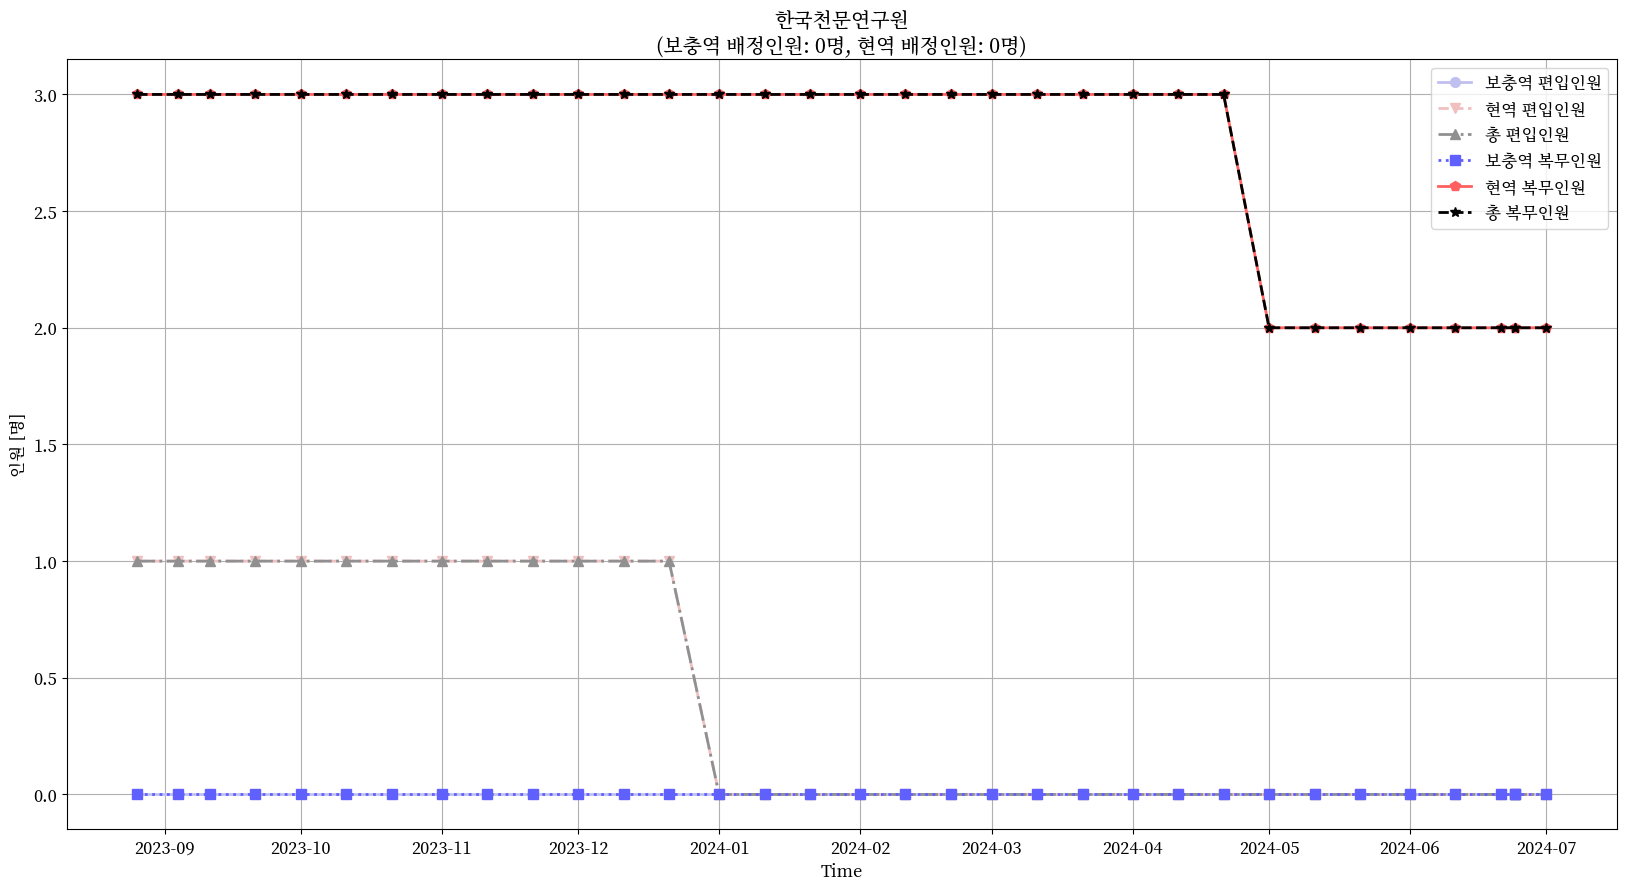 한국천문연구원
(보충역 배정인원: 0명, 현역 배정인원: 0명)
보충역 편입인원
현역 편입인원
총 편입인원
보충역 복무인원
현역 복무인원
총 복무인원
인원 [명]
3.0
2.5
2.0
1.5
1.0
0.5
0.0
2023-09 2023-10 2023-11 2023-12 2024-01 2024-02 2024-03 2024-04 2024-05 2024-06 2024-07
Time